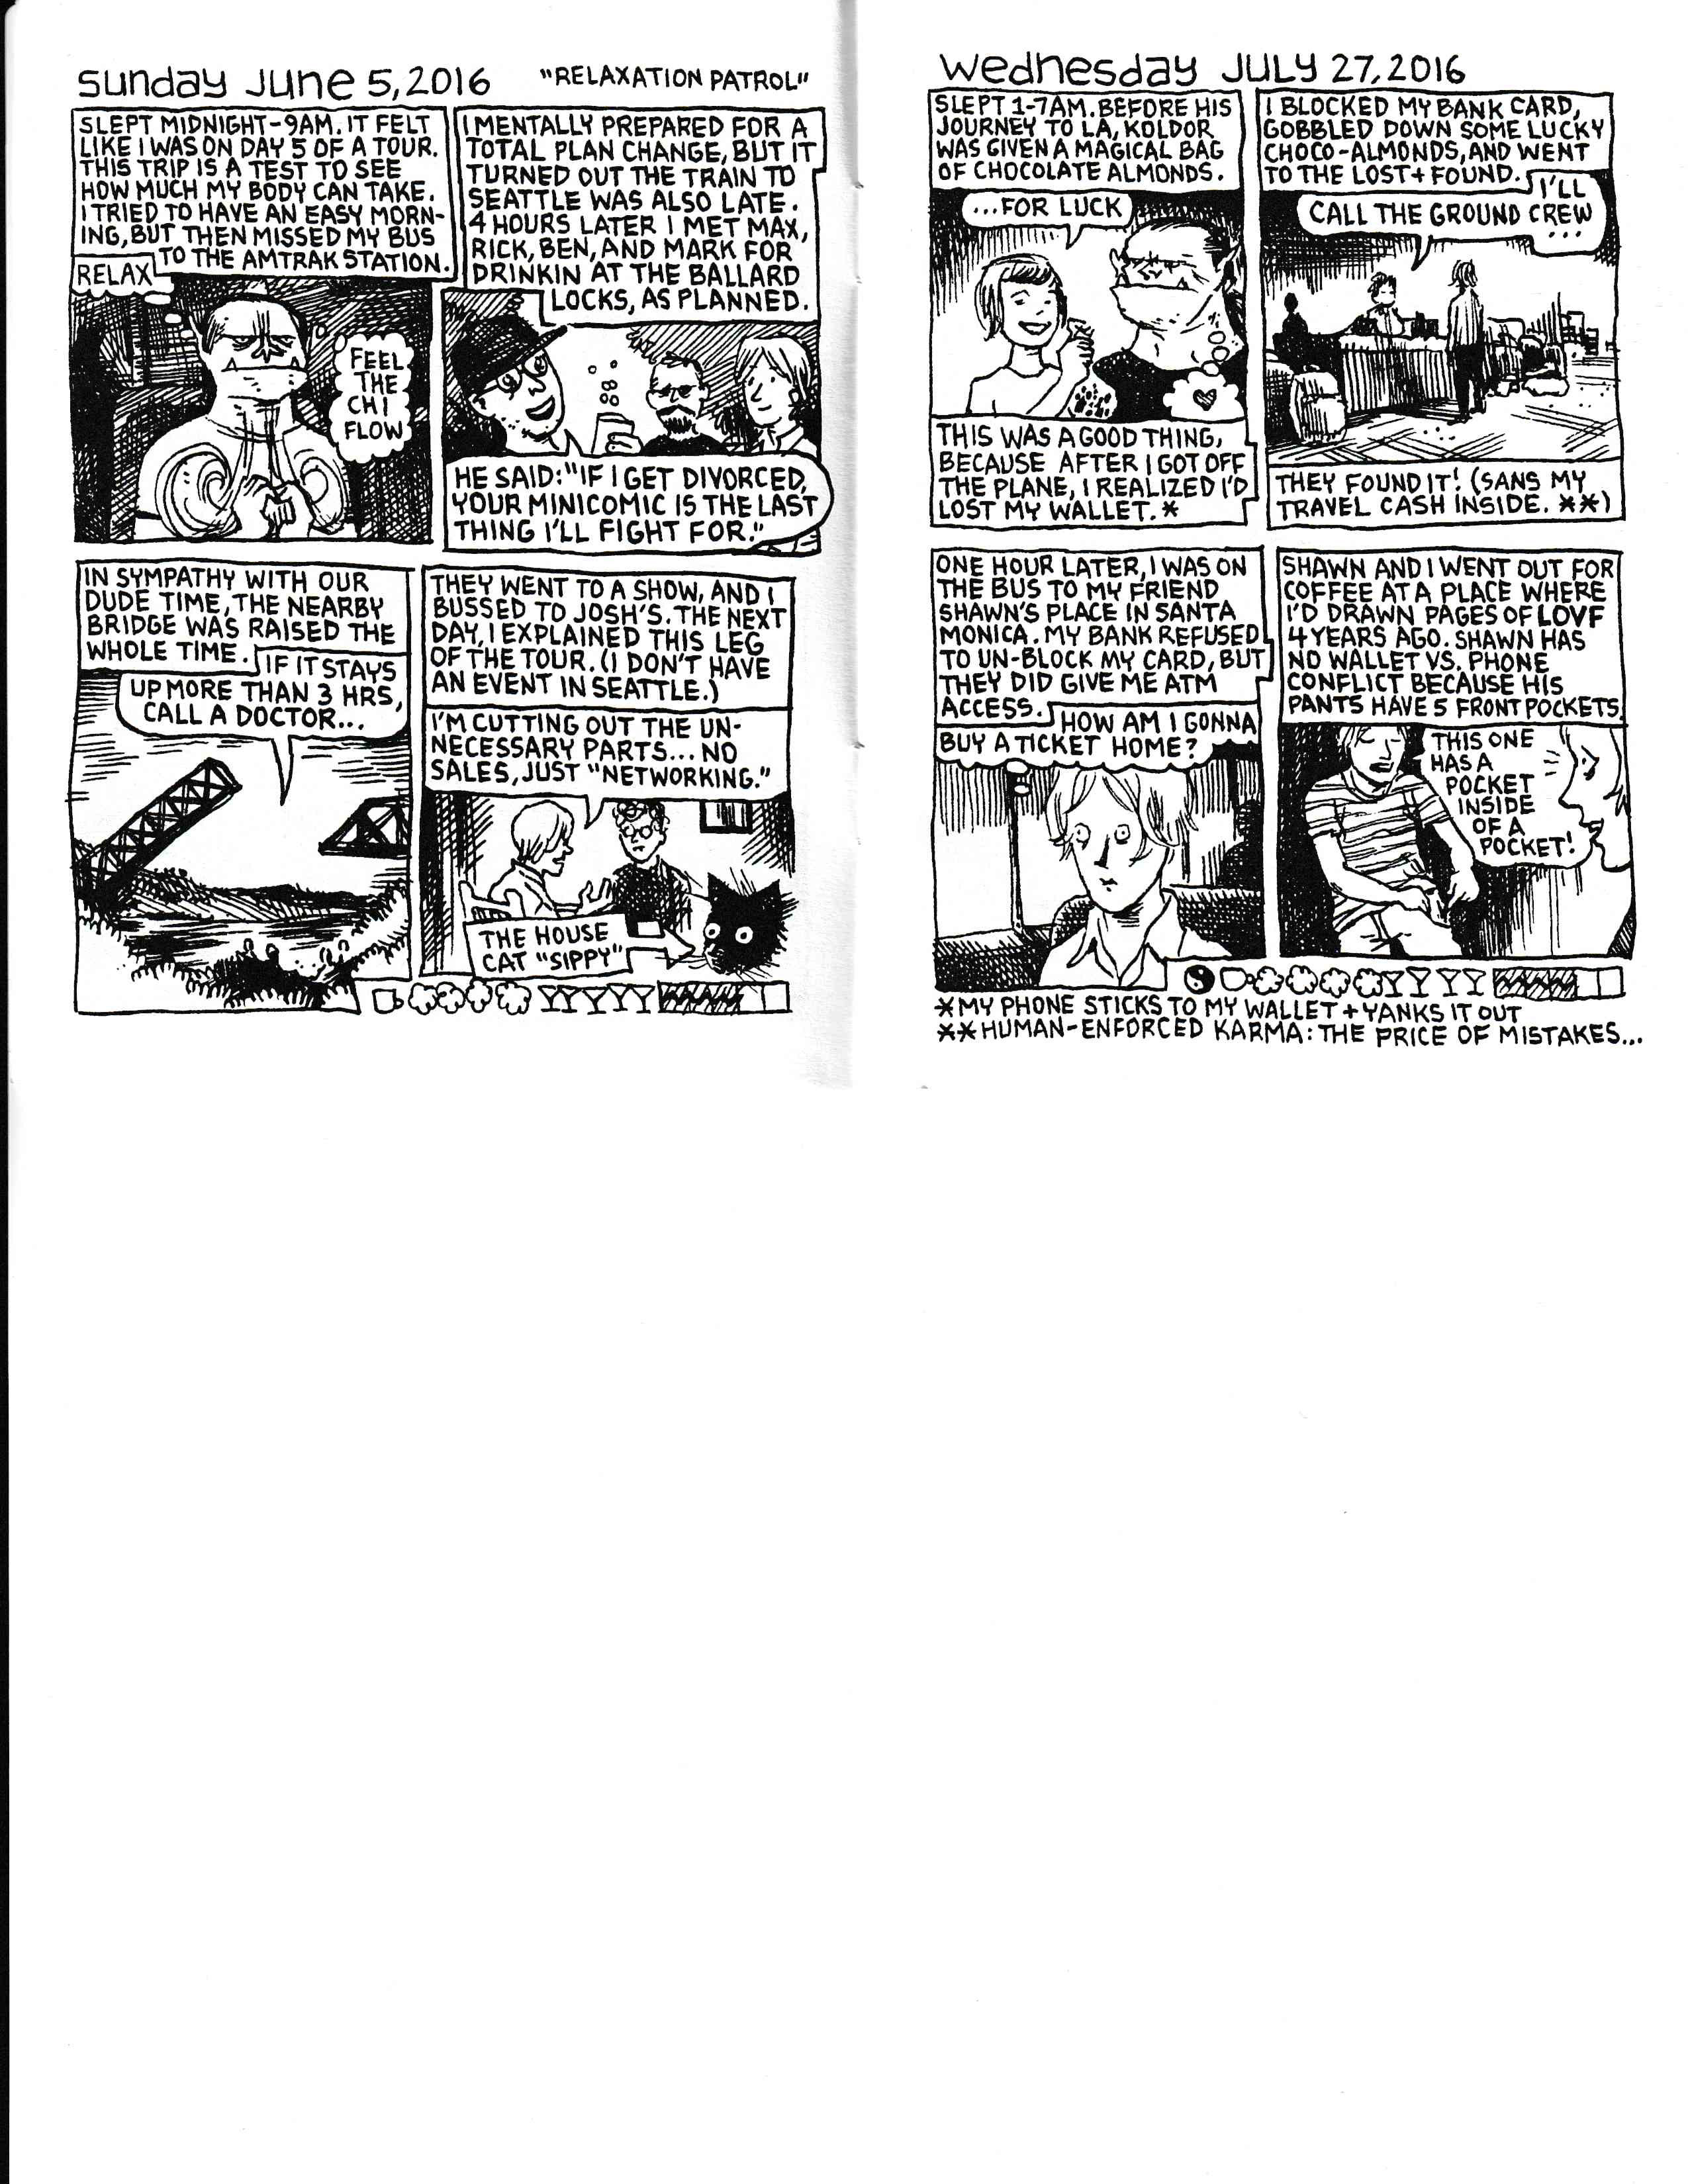 Sunday June 5, 2016
"RELAXATION PATROL"
SLEPT MIDNIGHT-9AM. IT FELT
LIKE I WAS ON DAY 5 OF A TOUR.
THIS TRIP IS A TEST TO SEE
HOW MUCH MY BODY CAN TAKE.
I TRIED TO HAVE AN EASY MORN-
ING, BUT THEN MISSED MY BUS
TO THE AMTRAK STATION.
RELAX
FEEL
THE
CHI
FLOW
I MENTALLY PREPARED FOR A
TOTAL PLAN CHANGE, BUT IT
TURNED OUT THE TRAIN TO
SEATTLE WAS ALSO LATE.
4 HOURS LATER I MET MAX,
RICK, BEN, AND MARK FOR
DRINKIN AT THE BALLARD
LOCKS, AS PLANNED.
HE SAID: "IF I GET DIVORCED,
YOUR MINICOMIC IS THE LAST
THING I'LL FIGHT FOR."
IN SYMPATHY WITH OUR
DUDE TIME, THE NEARBY
BRIDGE WAS RAISED THE
WHOLE TIME.
IF IT STAYS
UP MORE THAN 3 HRS,
CALL A DOCTOR...
THEY WENT TO A SHOW, AND I
BUSSED TO JOSH'S. THE NEXT
DAY, I EXPLAINED THIS LEG
OF THE TOUR. (I DON'T HAVE
AN EVENT IN SEATTLE.)
I'M CUTTING OUT THE UN-
NECESSARY PARTS... NO
SALES, JUST "NETWORKING."
THE HOUSE
CAT "SIPPY"
Wednesday JULY 27, 2016
SLEPT 1-7AM. BEFORE HIS
JOURNEY TO LA, KOLDOR
WAS GIVEN A MAGICAL BAG
OF CHOCOLATE ALMONDS.
...FOR LUCK
THIS WAS A GOOD THING,
BECAUSE AFTER I GOT OFF
THE PLANE, I REALIZED I'D
LOST MY WALLET. *
I BLOCKED MY BANK CARD,
GOBBLED DOWN SOME LUCKY
CHOCO-ALMONDS, AND WENT
TO THE LOST + FOUND.
I'LL
CALL THE GROUND CREW
...
THEY FOUND IT! (SANS MY
TRAVEL CASH INSIDE. **)
ONE HOUR LATER, I WAS ON
THE BUS TO MY FRIEND
SHAWN'S PLACE IN SANTA
MONICA. MY BANK REFUSED
TO UN-BLOCK MY CARD, BUT
THEY DID GIVE ME ATM
ACCESS.
HOW AM I GONNA
BUY A TICKET HOME?
SHAWN AND I WENT OUT FOR
COFFEE AT A PLACE WHERE
I'D DRAWN PAGES OF LOVF
4 YEARS AGO. SHAWN HAS
NO WALLET VS. PHONE
CONFLICT BECAUSE HIS
PANTS HAVE 5 FRONT POCKETS.
THIS ONE
HAS A
POCKET
INSIDE
OF A
POCKET!
* MY PHONE STICKS TO MY WALLET + YANKS IT OUT
** HUMAN-ENFORCED KARMA: THE PRICE OF MISTAKES...